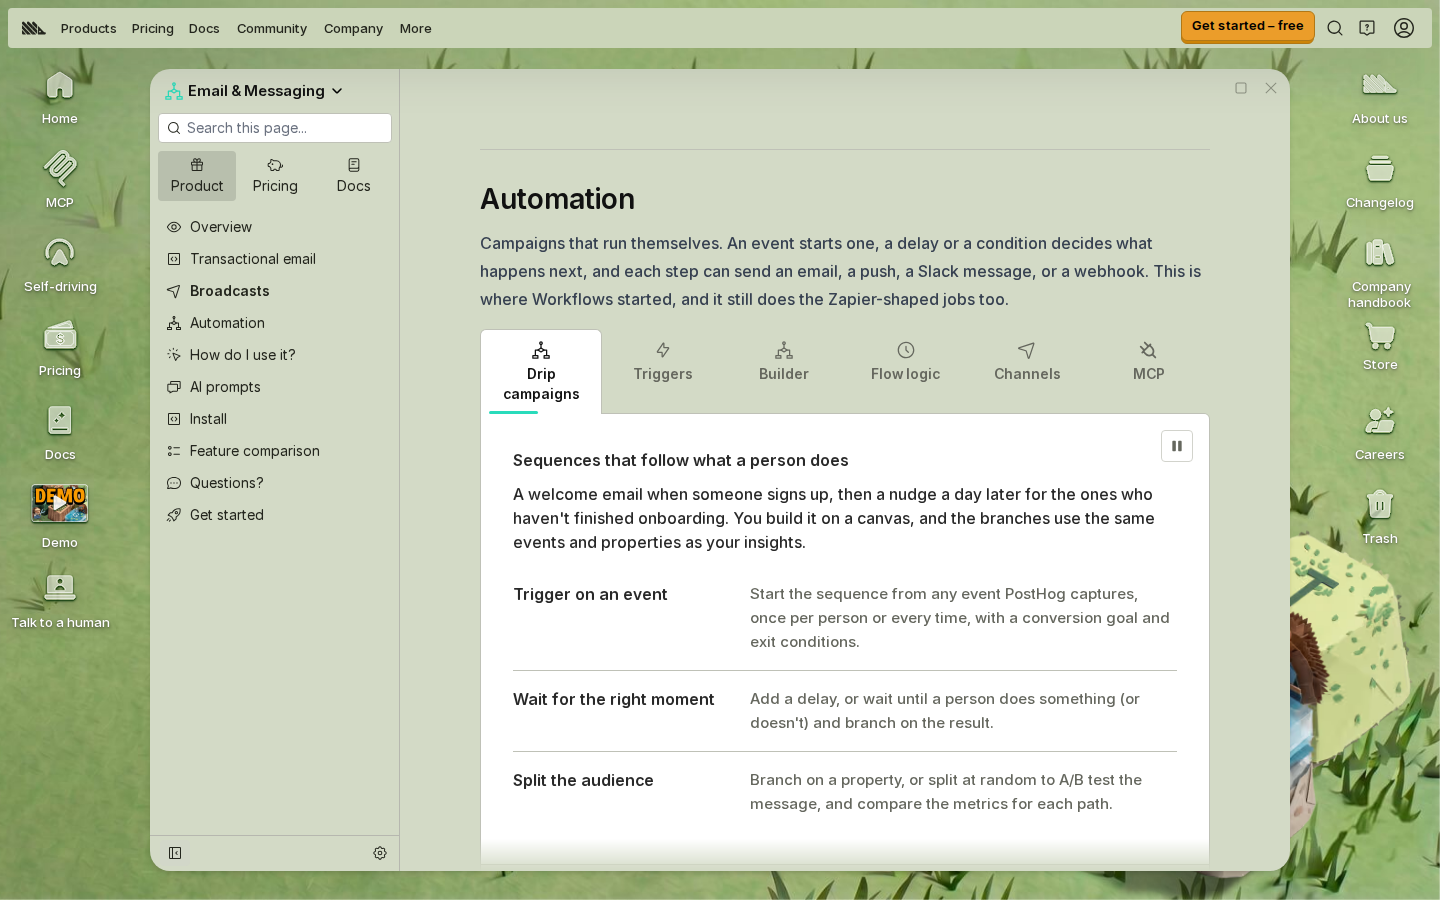 Products Pricing Docs Community Company More
Get started – free
Home
MCP
Self-driving
Pricing
Docs
DEMO
Demo
Talk to a human
Email & Messaging
Search this page...
Product Pricing Docs
Overview
Transactional email
Broadcasts
Automation
How do I use it?
AI prompts
Install
Feature comparison
Questions?
Get started
Automation
Campaigns that run themselves. An event starts one, a delay or a condition decides what
happens next, and each step can send an email, a push, a Slack message, or a webhook. This is
where Workflows started, and it still does the Zapier-shaped jobs too.
Drip
campaigns
Triggers
Builder
Flow logic
Channels
MCP
Sequences that follow what a person does
A welcome email when someone signs up, then a nudge a day later for the ones who
haven't finished onboarding. You build it on a canvas, and the branches use the same
events and properties as your insights.
Trigger on an event
Start the sequence from any event PostHog captures,
once per person or every time, with a conversion goal and
exit conditions.
Wait for the right moment
Add a delay, or wait until a person does something (or
doesn't) and branch on the result.
Split the audience
Branch on a property, or split at random to A/B test the
message, and compare the metrics for each path.
About us
Changelog
Company
handbook
Store
Careers
Trash